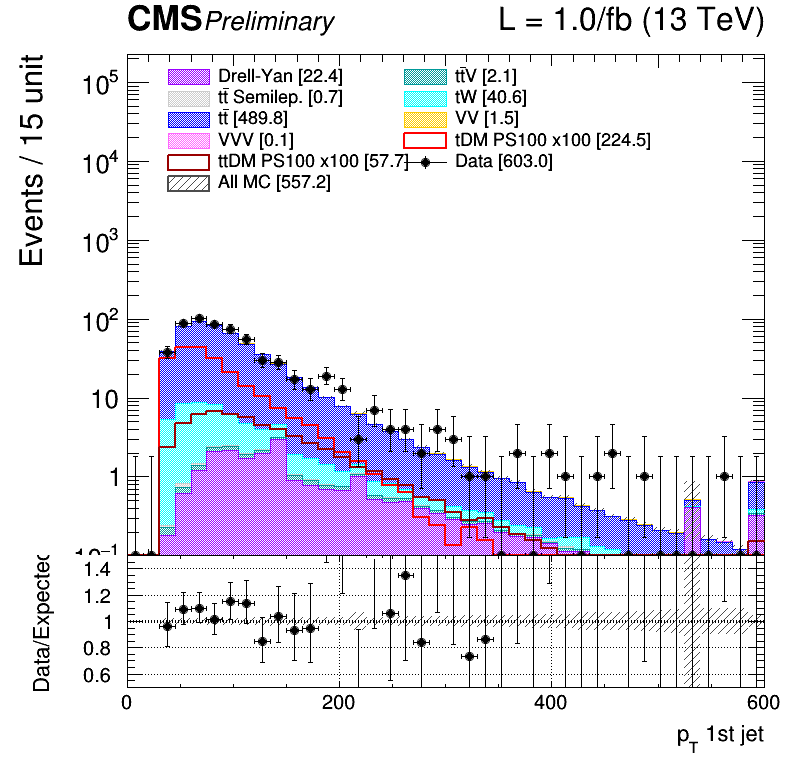 CMS Preliminary L = 1.0/fb (13 TeV)
Events / 15 unit
10⁵
10⁴
10³
10²
10
1
10⁻¹
Drell-Yan [22.4]
tt̄V [2.1]
tt̄ Semilep. [0.7]
tW [40.6]
tt̄ [489.8]
VV [1.5]
VVV [0.1]
tDM PS100 x100 [224.5]
ttDM PS100 x100 [57.7]
Data [603.0]
All MC [557.2]
Data/Expected
1.4
1.2
1
0.8
0.6
0 200 400 600
p_T 1st jet